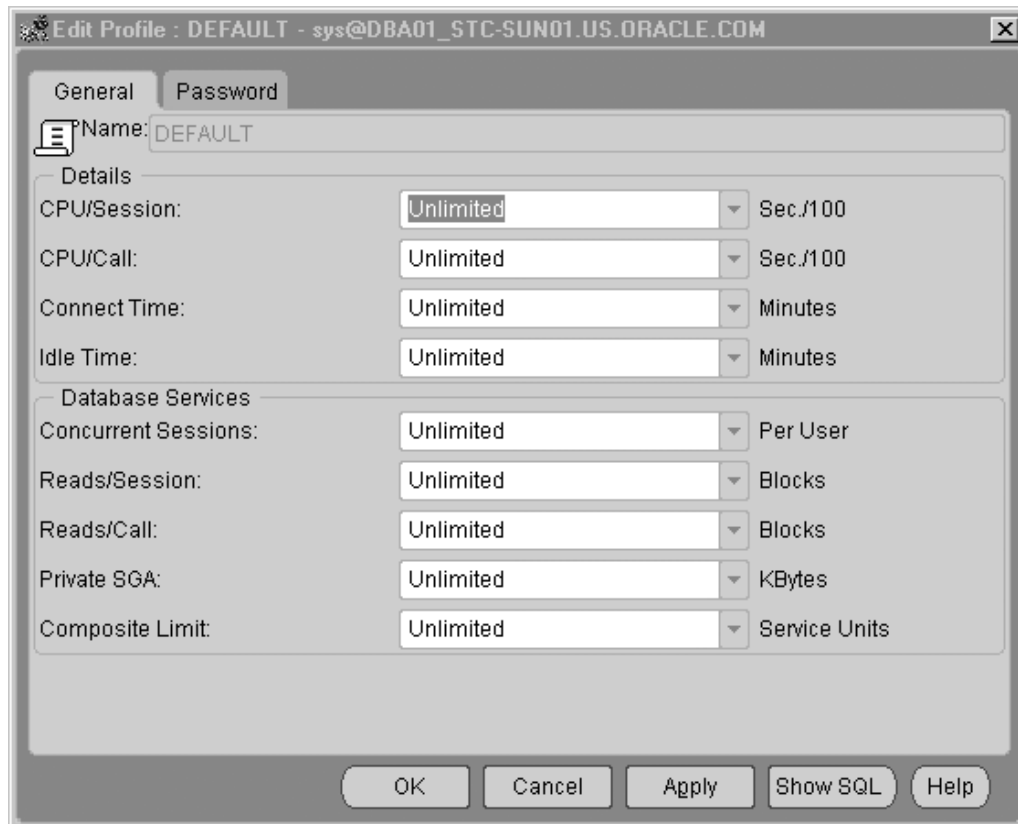 Edit Profile : DEFAULT - sys@DBA01_STC-SUN01.US.ORACLE.COM
General Password
Name: DEFAULT
Details
CPU/Session: Unlimited Sec./100
CPU/Call: Unlimited Sec./100
Connect Time: Unlimited Minutes
Idle Time: Unlimited Minutes
Database Services
Concurrent Sessions: Unlimited Per User
Reads/Session: Unlimited Blocks
Reads/Call: Unlimited Blocks
Private SGA: Unlimited KBytes
Composite Limit: Unlimited Service Units
OK Cancel Apply Show SQL Help